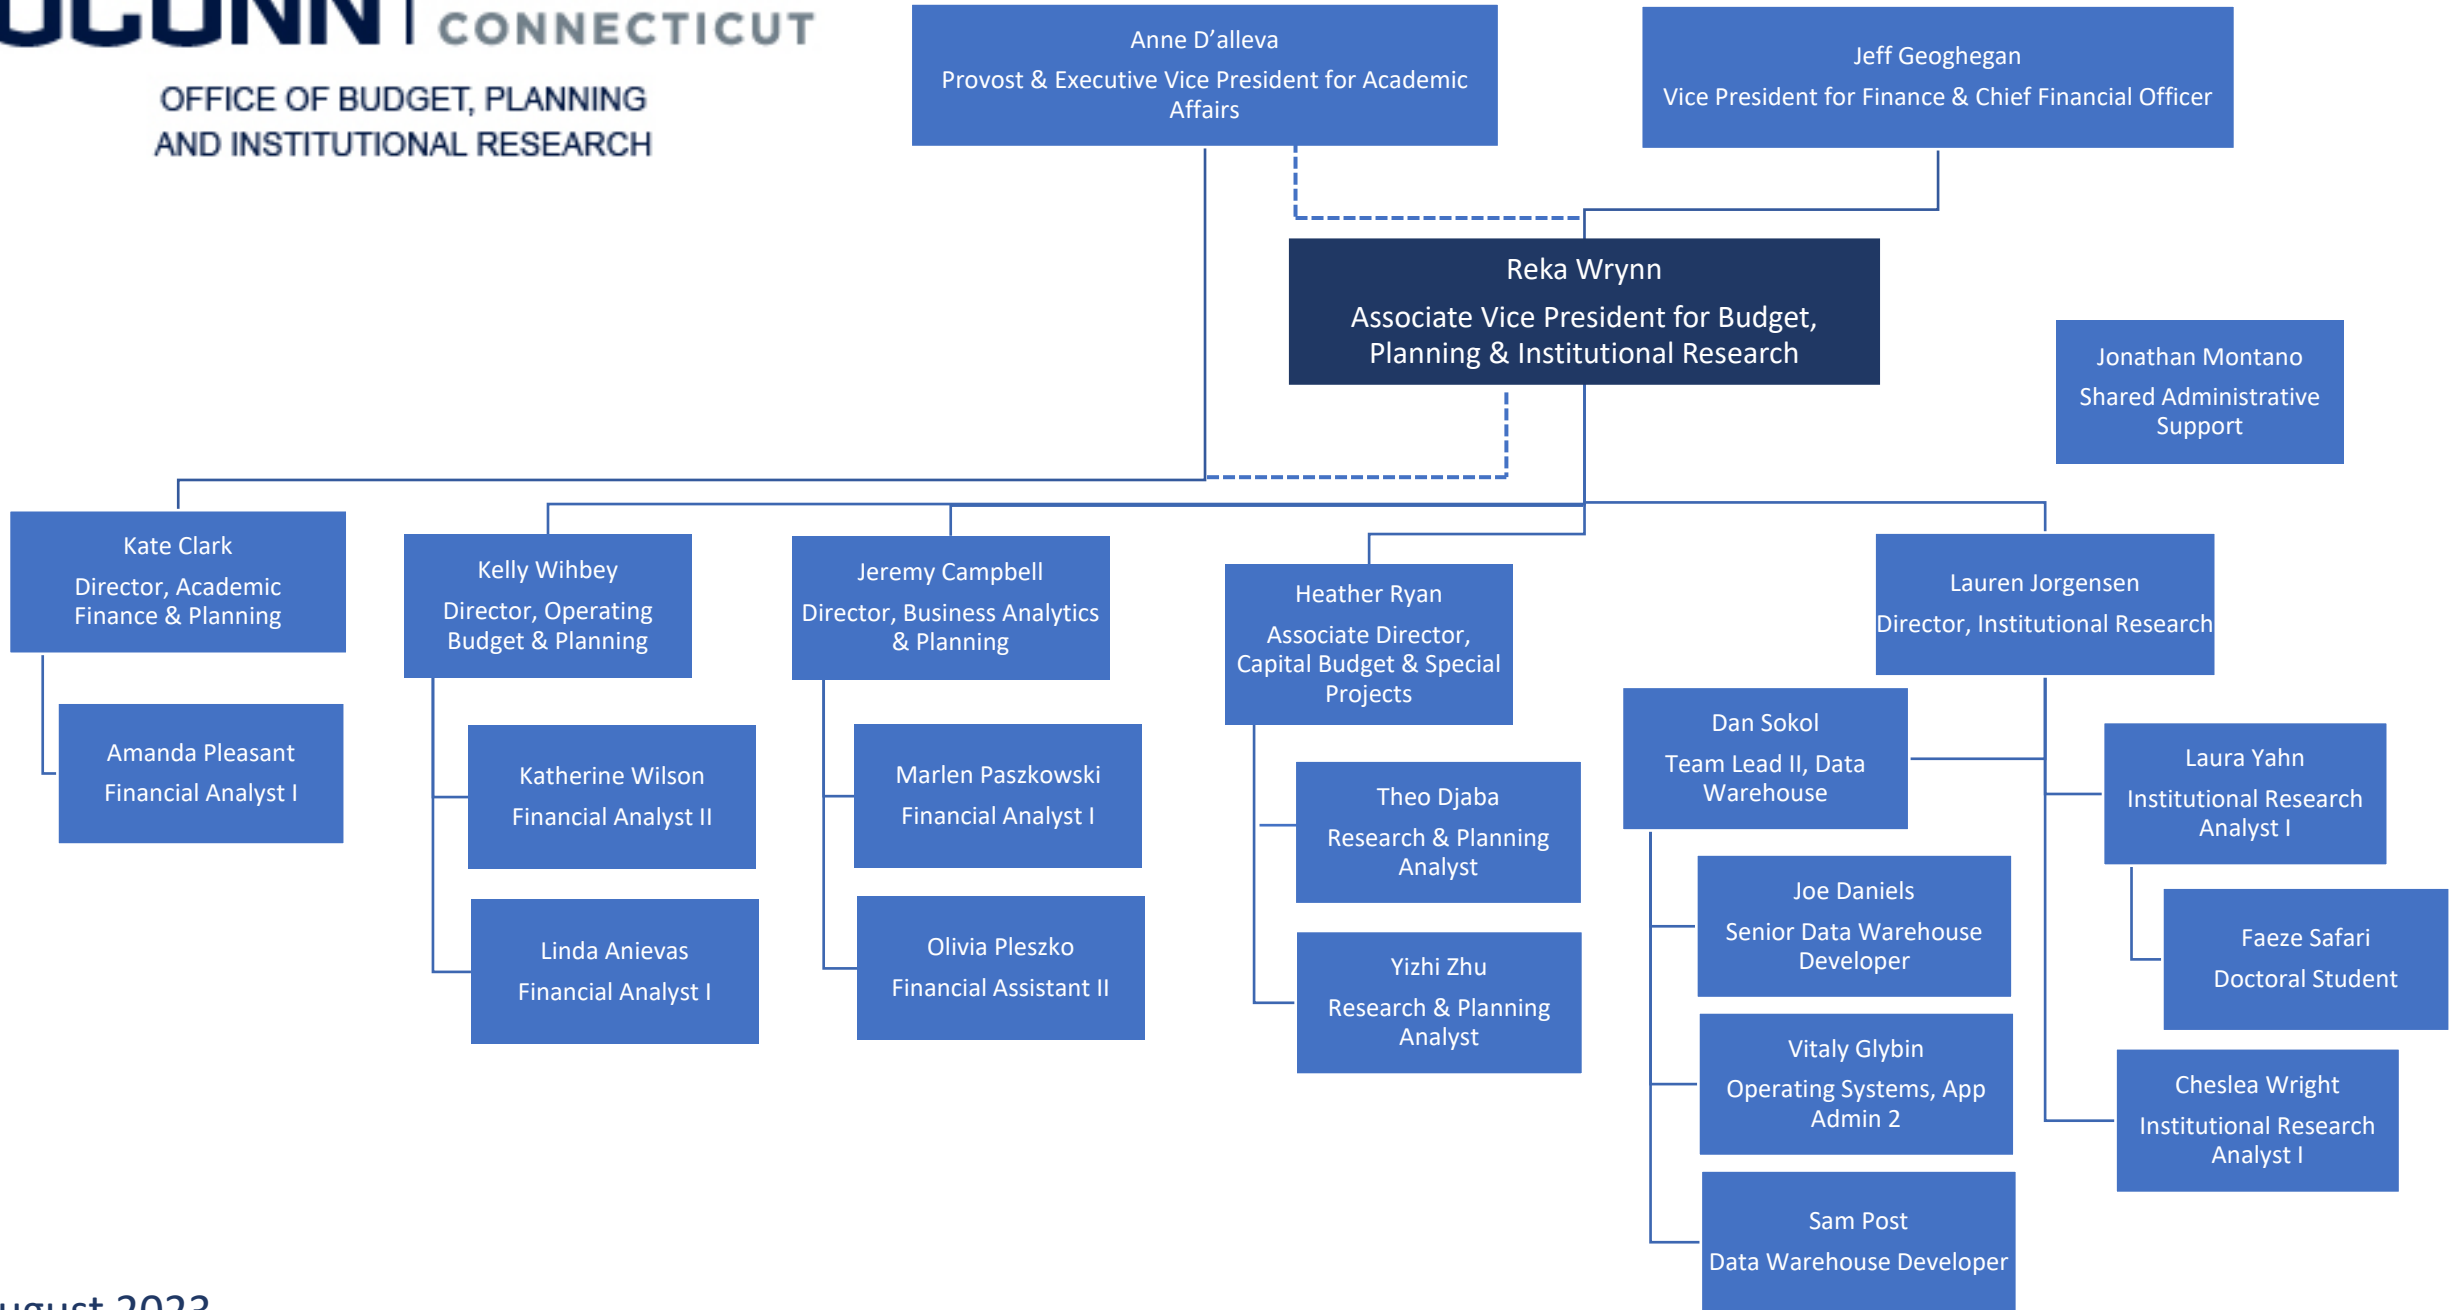 UCONN
CONNECTICUT
OFFICE OF BUDGET, PLANNING
AND INSTITUTIONAL RESEARCH
Anne D’alleva
Provost & Executive Vice President for Academic
Affairs
Jeff Geoghegan
Vice President for Finance & Chief Financial Officer
Reka Wrynn
Associate Vice President for Budget,
Planning & Institutional Research
Jonathan Montano
Shared Administrative
Support
Kate Clark
Director, Academic
Finance & Planning
Amanda Pleasant
Financial Analyst I
Kelly Wihbey
Director, Operating
Budget & Planning
Katherine Wilson
Financial Analyst II
Linda Anievas
Financial Analyst I
Jeremy Campbell
Director, Business Analytics
& Planning
Marlen Paszkowski
Financial Analyst I
Olivia Pleszko
Financial Assistant II
Heather Ryan
Associate Director,
Capital Budget & Special
Projects
Theo Djaba
Research & Planning
Analyst
Yizhi Zhu
Research & Planning
Analyst
Lauren Jorgensen
Director, Institutional Research
Dan Sokol
Team Lead II, Data
Warehouse
Joe Daniels
Senior Data Warehouse
Developer
Vitaly Glybin
Operating Systems, App
Admin 2
Sam Post
Data Warehouse Developer
Laura Yahn
Institutional Research
Analyst I
Faeze Safari
Doctoral Student
Cheslea Wright
Institutional Research
Analyst I
August 2023